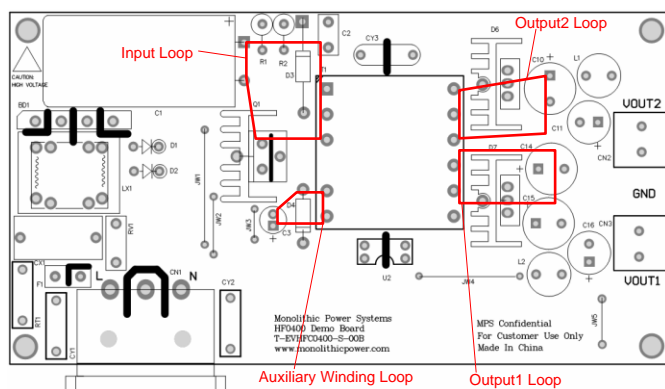 Output2 Loop
Input Loop
R1
R2
C2
CY3
D6
D3
T1
C10
L1
CAUTION:
HIGH VOLTAGE
BD1
C1
Q1
VOUT2
C11
D1
D2
CN2
D7
C14
JW1
LX1
GND
JW2
D4
C15
CN3
RV1
JW3
C3
C16
CX1
U2
L2
F1
L
CN1
N
CY2
JW4
VOUT1
RT1
CY1
JW5
Monolithic Power Systems
HF0400 Demo Board
T-EVHFC0400-S-00B
www.monolithicpower.com
MPS Confidential
For Customer Use Only
Made In China
Auxiliary Winding Loop
Output1 Loop